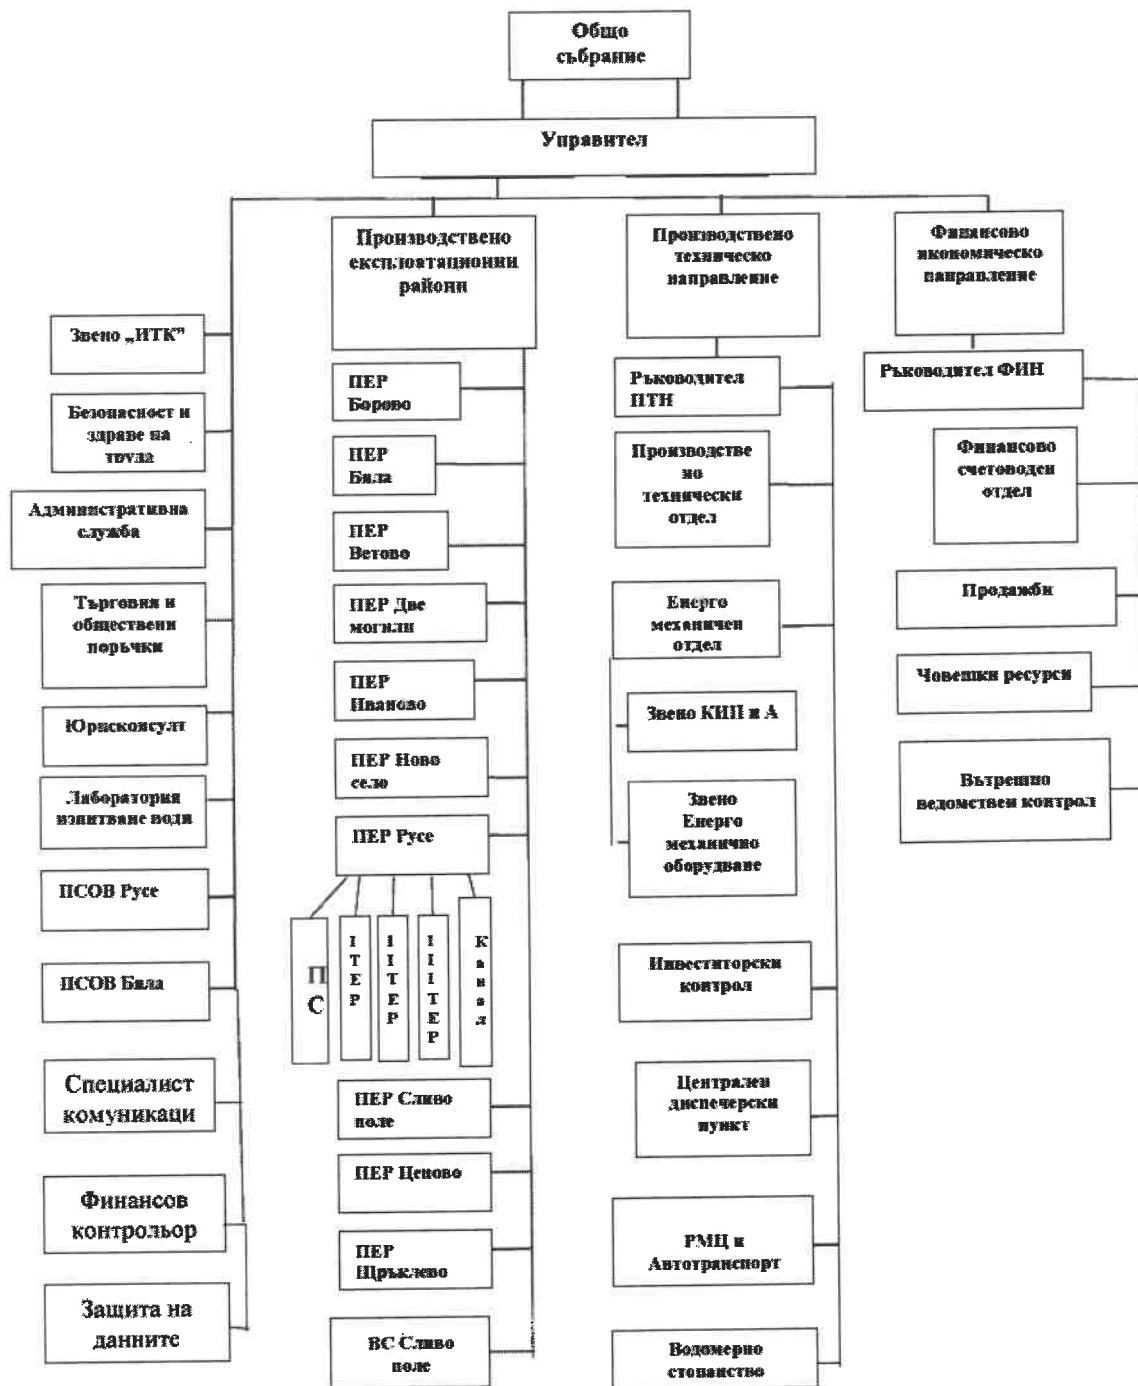 Общо
събрание
Управител
Звено „ИТК”
Безопасност и
здраве на
труда
Административна
служба
Търговия и
обществени
поръчки
Юрисконсулт
Лаборатория
изпитване води
ПСОВ Русе
ПСОВ Бяла
Специалист
комуникаци
Финансов
контрольор
Защита на
данните
Производствено
експлоатационни
райони
ПЕР
Борово
ПЕР
Бяла
ПЕР
Ветово
ПЕР Две
могили
ПЕР
Иваново
ПЕР Ново
село
ПЕР Русе
ПС
I ТЕР
II ТЕР
III ТЕР
Канал
ПЕР Сливо
поле
ПЕР Ценово
ПЕР
Щръклево
ВС Сливо
поле
Производствено
техническо
направление
Ръководител
ПТН
Производстве
но
технически
отдел
Енерго
механичен
отдел
Звено КИП и А
Звено
Енерго
механично
оборудване
Инвеститорски
контрол
Централен
диспечерски
пункт
РМЦ и
Автотранспорт
Водомерно
стопанство
Финансово
икономическо
направление
Ръководител ФИН
Финансово
счетоводен
отдел
Продажби
Човешки ресурси
Вътрешно
ведомствен контрол